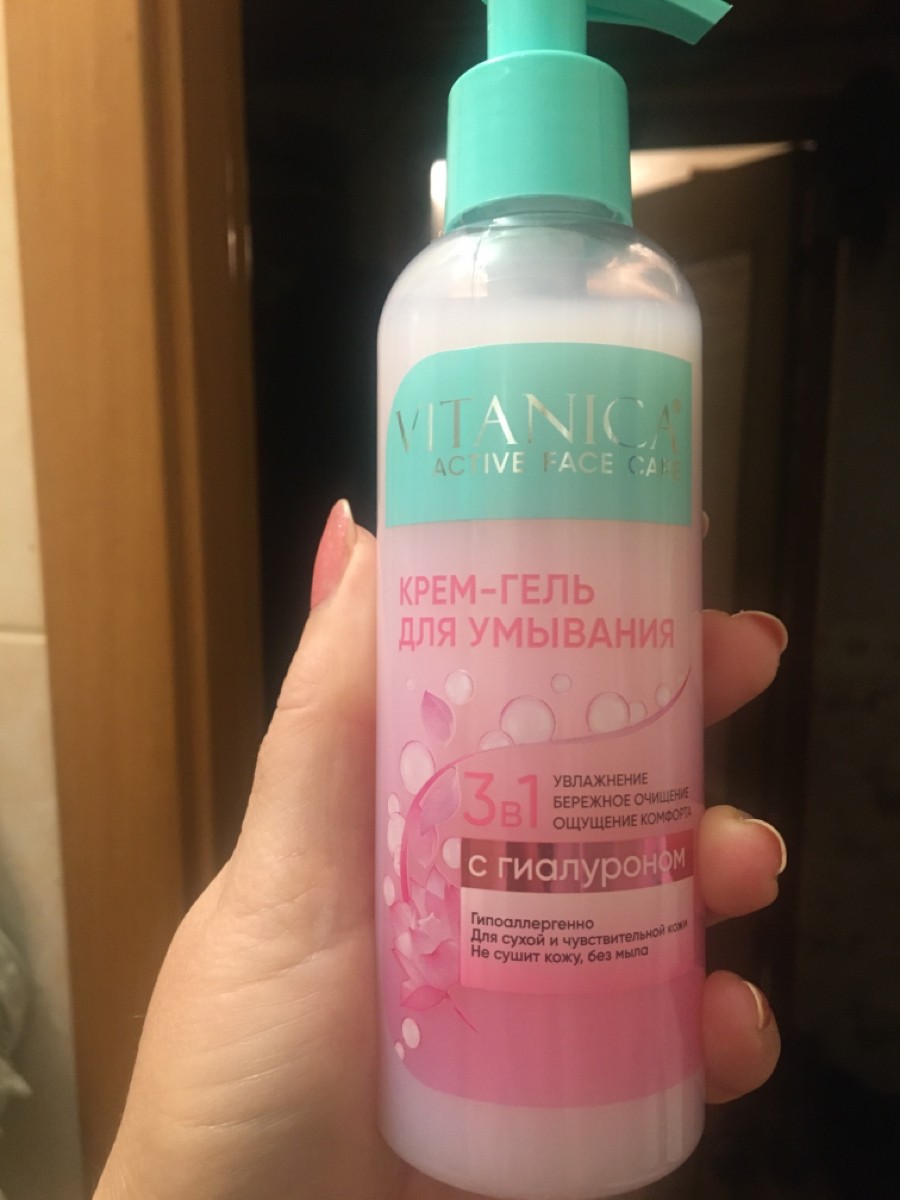 VITANICA®
ACTIVE FACE CARE
КРЕМ-ГЕЛЬ
ДЛЯ УМЫВАНИЯ
3в1
УВЛАЖНЕНИЕ
БЕРЕЖНОЕ ОЧИЩЕНИЕ
ОЩУЩЕНИЕ КОМФОРТА
с гиалуроном
Гипоаллергенно
Для сухой и чувствительной кожи
Не сушит кожу, без мыла